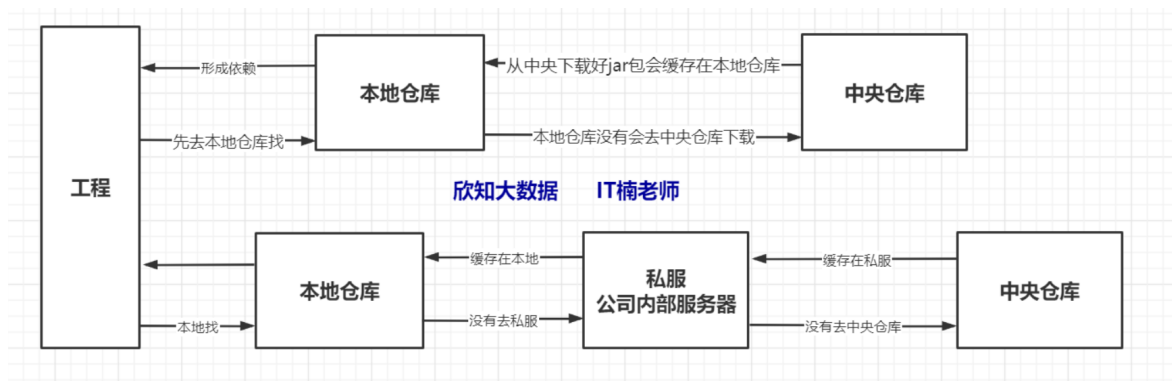 工程
形成依赖
先去本地仓库找
本地仓库
从中央下载好jar包会缓存在本地仓库
本地仓库没有会去中央仓库下载
中央仓库
欣知大数据 IT楠老师
本地找
本地仓库
缓存在本地
没有去私服
私服
公司内部服务器
缓存在私服
没有去中央仓库
中央仓库